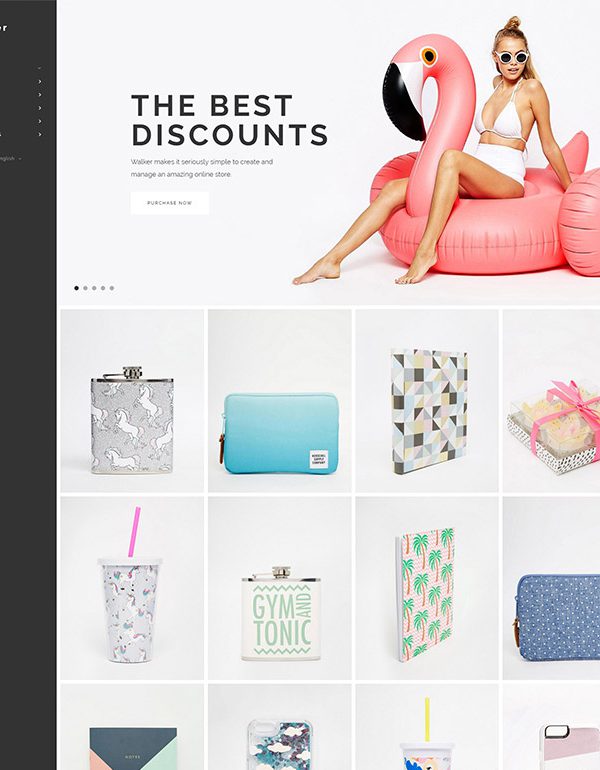 THE BEST
DISCOUNTS
Walker makes it seriously simple to create and
manage an amazing online store.
PURCHASE NOW
HERSCHEL
SUPPLY
COMPANY
GYM AND
TONIC
NOTES